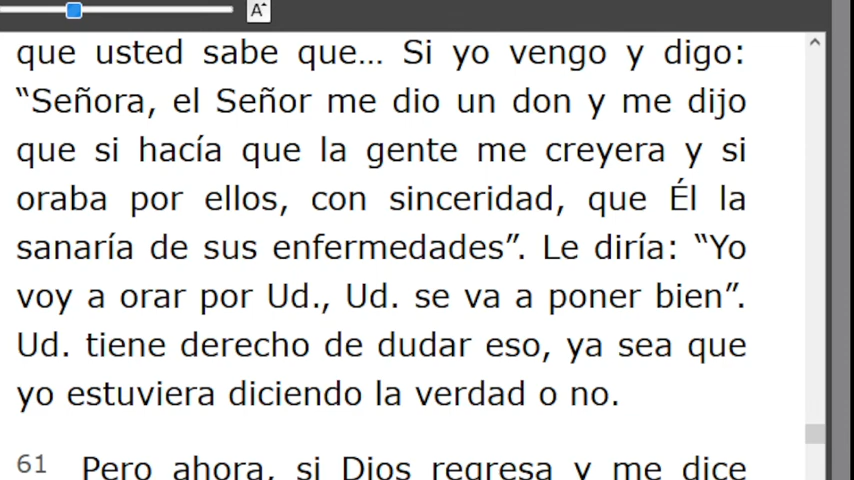 A
que usted sabe que… Si yo vengo y digo:
“Señora, el Señor me dio un don y me dijo
que si hacía que la gente me creyera y si
oraba por ellos, con sinceridad, que Él la
sanaría de sus enfermedades”. Le diría: “Yo
voy a orar por Ud., Ud. se va a poner bien”.
Ud. tiene derecho de dudar eso, ya sea que
yo estuviera diciendo la verdad o no.
61 Pero ahora, si Dios regresa y me dice